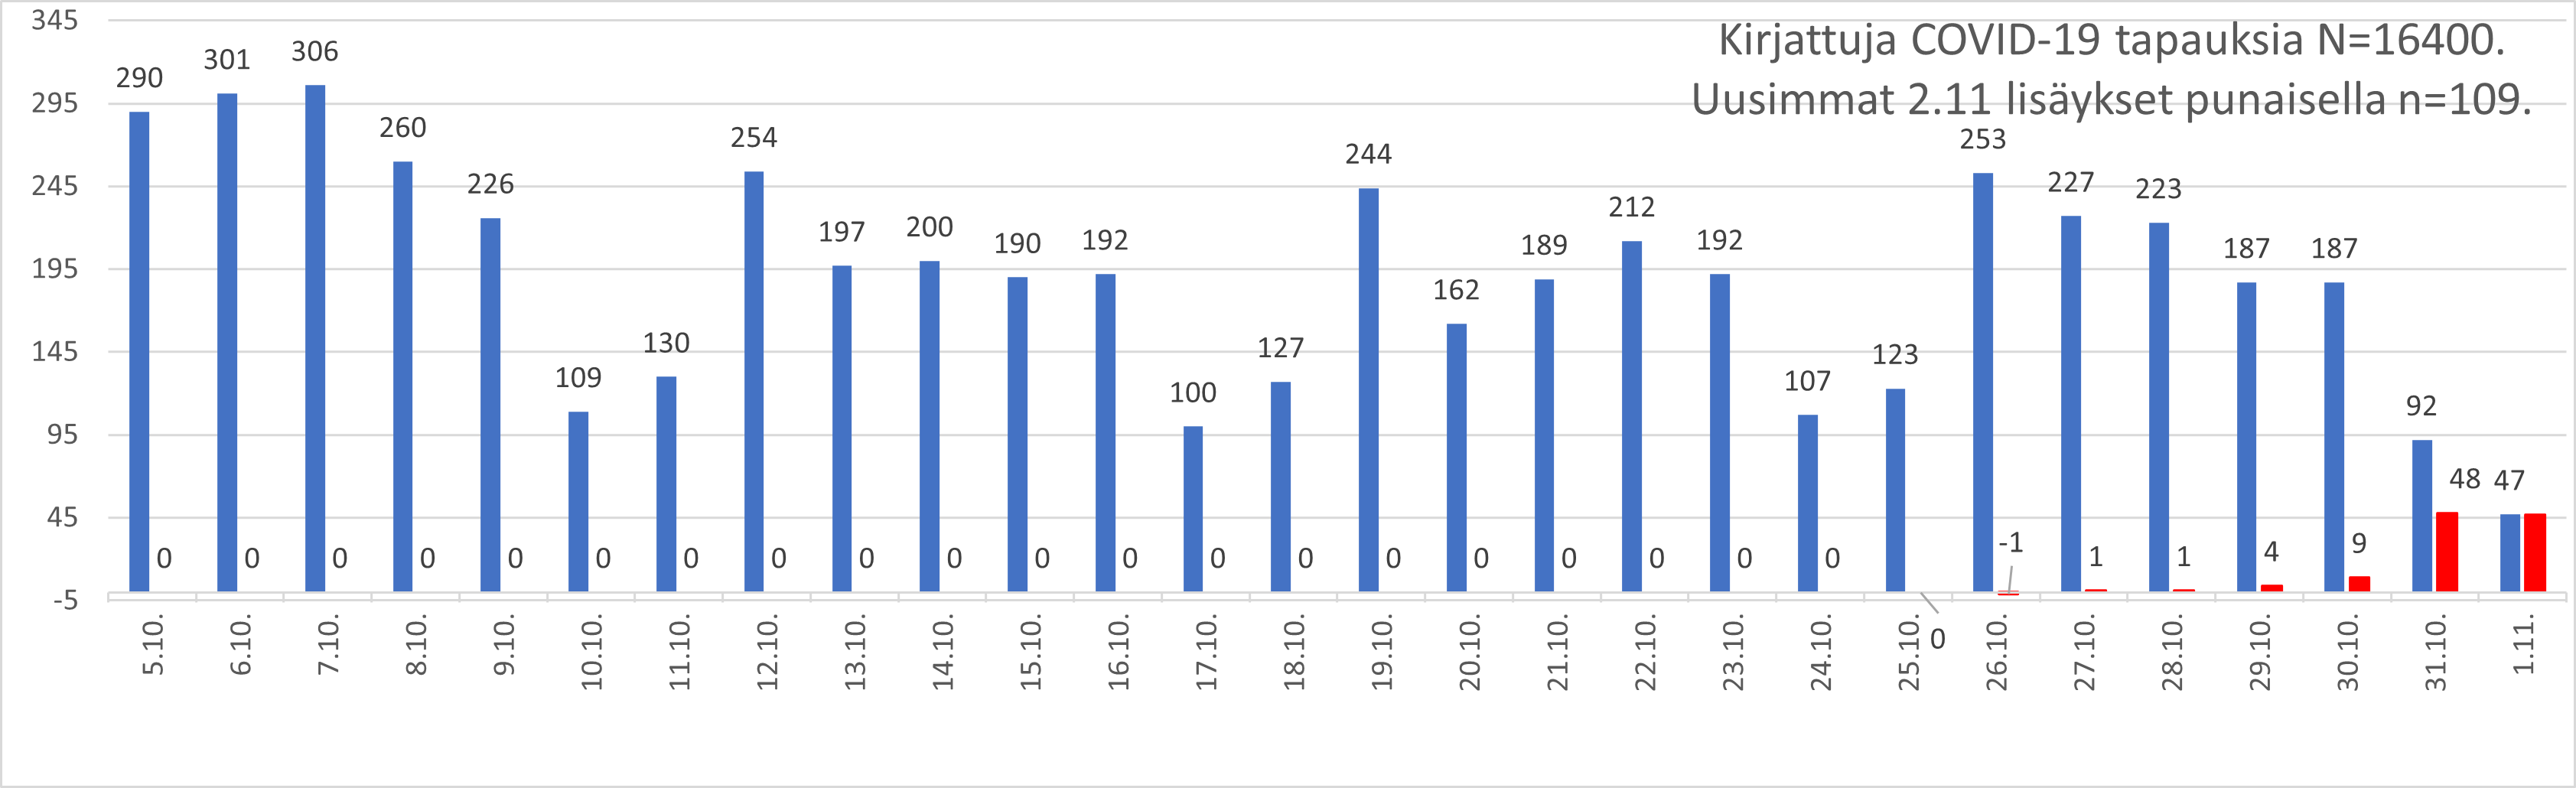 Kirjattuja COVID-19 tapauksia N=16400.
Uusimmat 2.11 lisäykset punaisella n=109.
345
295
245
195
145
95
45
-5
290 301 306 260 226 109 130 254 197 200 190 192 100 127 244 162 189 212 192 107 123 253 227 223 187 187 92 47
0 0 0 0 0 0 0 0 0 0 0 0 0 0 0 0 0 0 0 0 0 -1 1 1 4 9 48
5.10. 6.10. 7.10. 8.10. 9.10. 10.10. 11.10. 12.10. 13.10. 14.10. 15.10. 16.10. 17.10. 18.10. 19.10. 20.10. 21.10. 22.10. 23.10. 24.10. 25.10. 26.10. 27.10. 28.10. 29.10. 30.10. 31.10. 1.11.